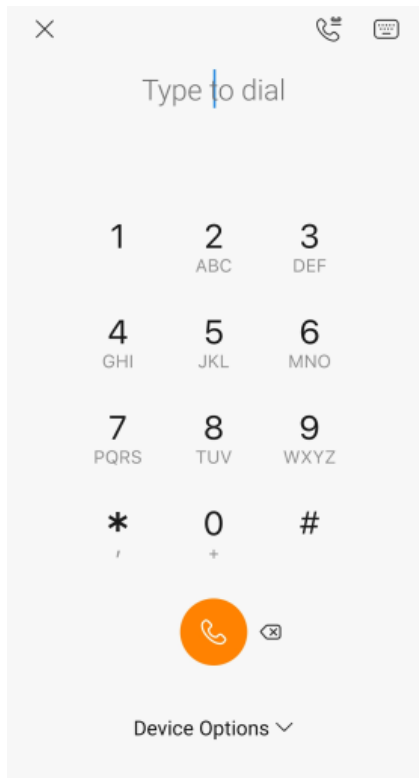 Type to dial
1 2 3
ABC DEF
4 5 6
GHI JKL MNO
7 8 9
PQRS TUV WXYZ
* 0 #
, +
Device Options